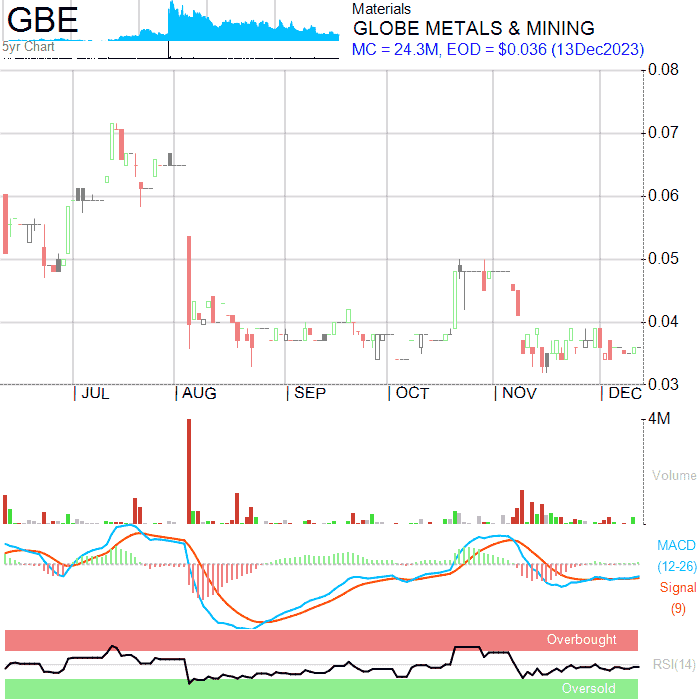 GBE
Materials
GLOBE METALS & MINING
5yr Chart
MC = 24.3M, EOD = $0.036 (13Dec2023)
0.08
0.07
0.06
0.05
0.04
0.03
| JUL | AUG | SEP | OCT | NOV | DEC
4M
Volume
MACD
(12-26)
Signal
(9)
Overbought
RSI(14)
Oversold